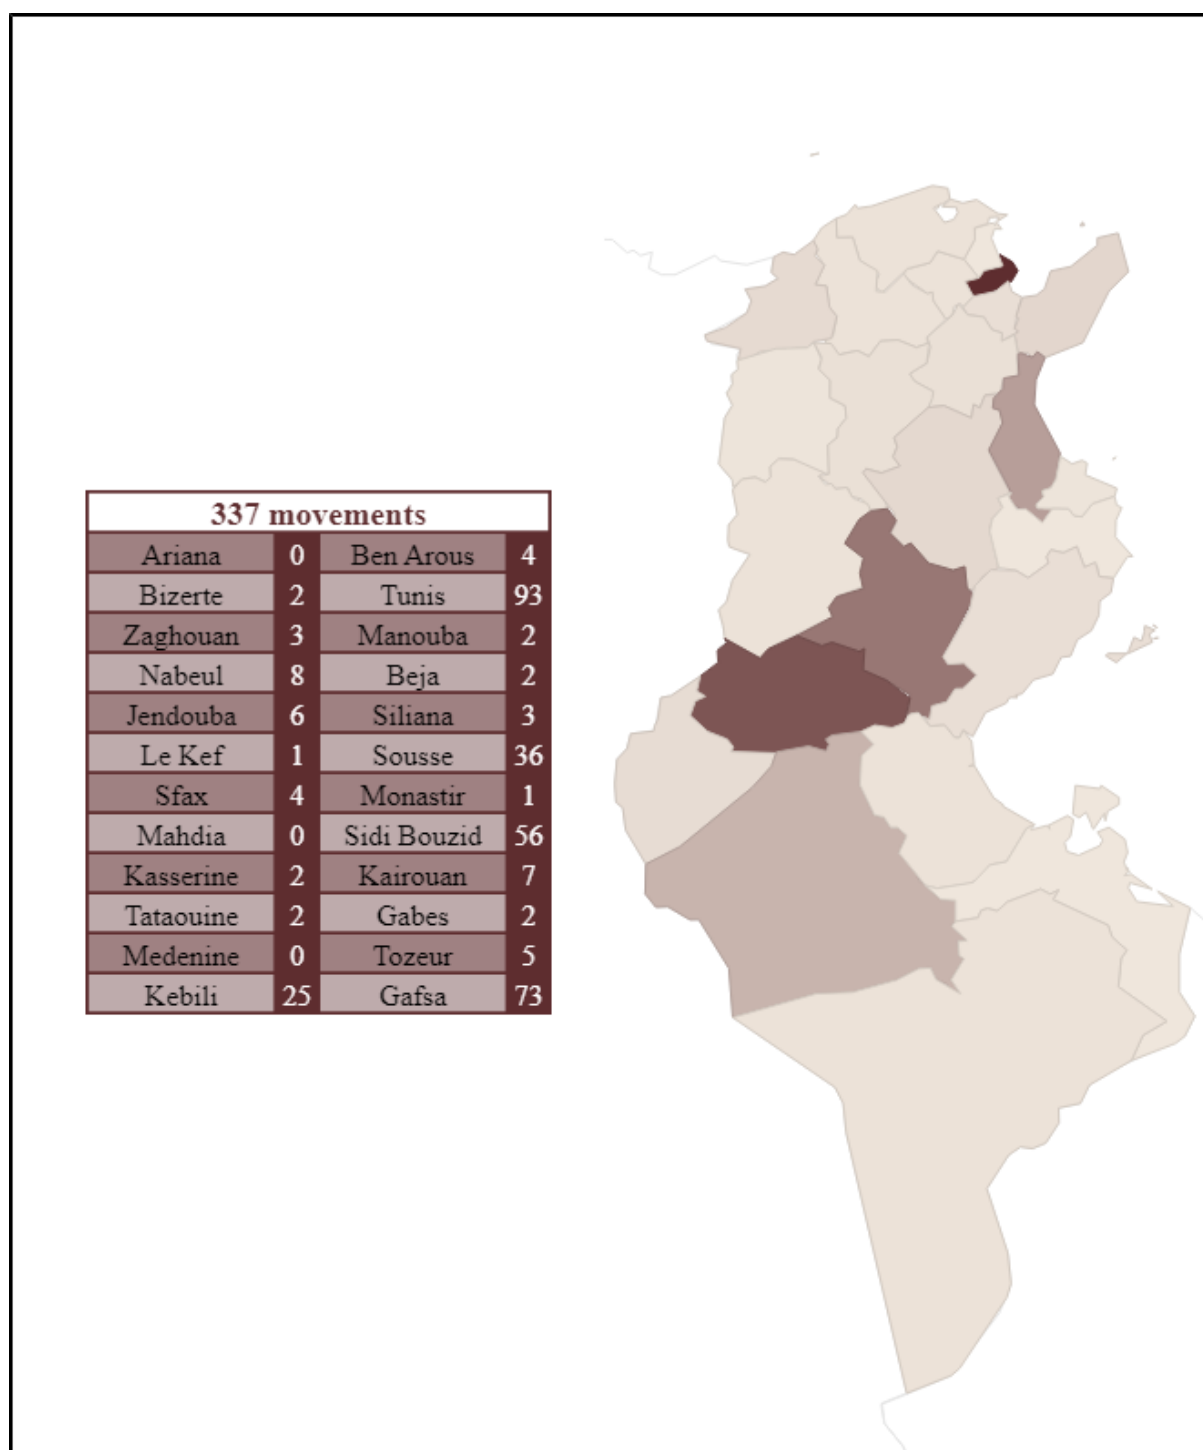 337 movements
Ariana 0 Ben Arous 4
Bizerte 2 Tunis 93
Zaghouan 3 Manouba 2
Nabeul 8 Beja 2
Jendouba 6 Siliana 3
Le Kef 1 Sousse 36
Sfax 4 Monastir 1
Mahdia 0 Sidi Bouzid 56
Kasserine 2 Kairouan 7
Tataouine 2 Gabes 2
Medenine 0 Tozeur 5
Kebili 25 Gafsa 73